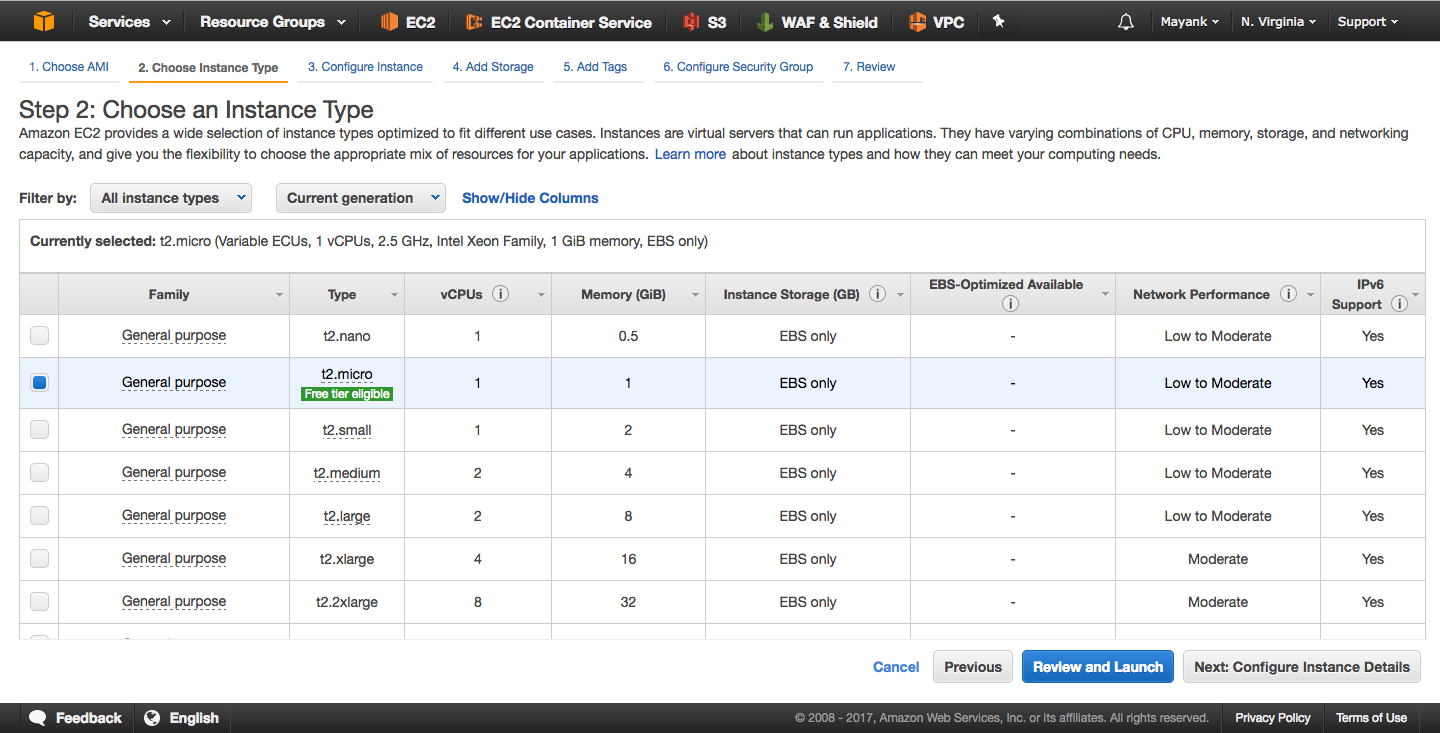 Services Resource Groups EC2 EC2 Container Service S3 WAF & Shield VPC Mayank N. Virginia Support
1. Choose AMI 2. Choose Instance Type 3. Configure Instance 4. Add Storage 5. Add Tags 6. Configure Security Group 7. Review
Step 2: Choose an Instance Type
Amazon EC2 provides a wide selection of instance types optimized to fit different use cases. Instances are virtual servers that can run applications. They have varying combinations of CPU, memory, storage, and networking
capacity, and give you the flexibility to choose the appropriate mix of resources for your applications. Learn more about instance types and how they can meet your computing needs.
Filter by: All instance types Current generation Show/Hide Columns
Currently selected: t2.micro (Variable ECUs, 1 vCPUs, 2.5 GHz, Intel Xeon Family, 1 GiB memory, EBS only)
Family Type vCPUs Memory (GiB) Instance Storage (GB) EBS-Optimized Available Network Performance IPv6 Support
General purpose t2.nano 1 0.5 EBS only - Low to Moderate Yes
General purpose t2.micro Free tier eligible 1 1 EBS only - Low to Moderate Yes
General purpose t2.small 1 2 EBS only - Low to Moderate Yes
General purpose t2.medium 2 4 EBS only - Low to Moderate Yes
General purpose t2.large 2 8 EBS only - Low to Moderate Yes
General purpose t2.xlarge 4 16 EBS only - Moderate Yes
General purpose t2.2xlarge 8 32 EBS only - Moderate Yes
Cancel Previous Review and Launch Next: Configure Instance Details
Feedback English © 2008 - 2017, Amazon Web Services, Inc. or its affiliates. All rights reserved. Privacy Policy Terms of Use